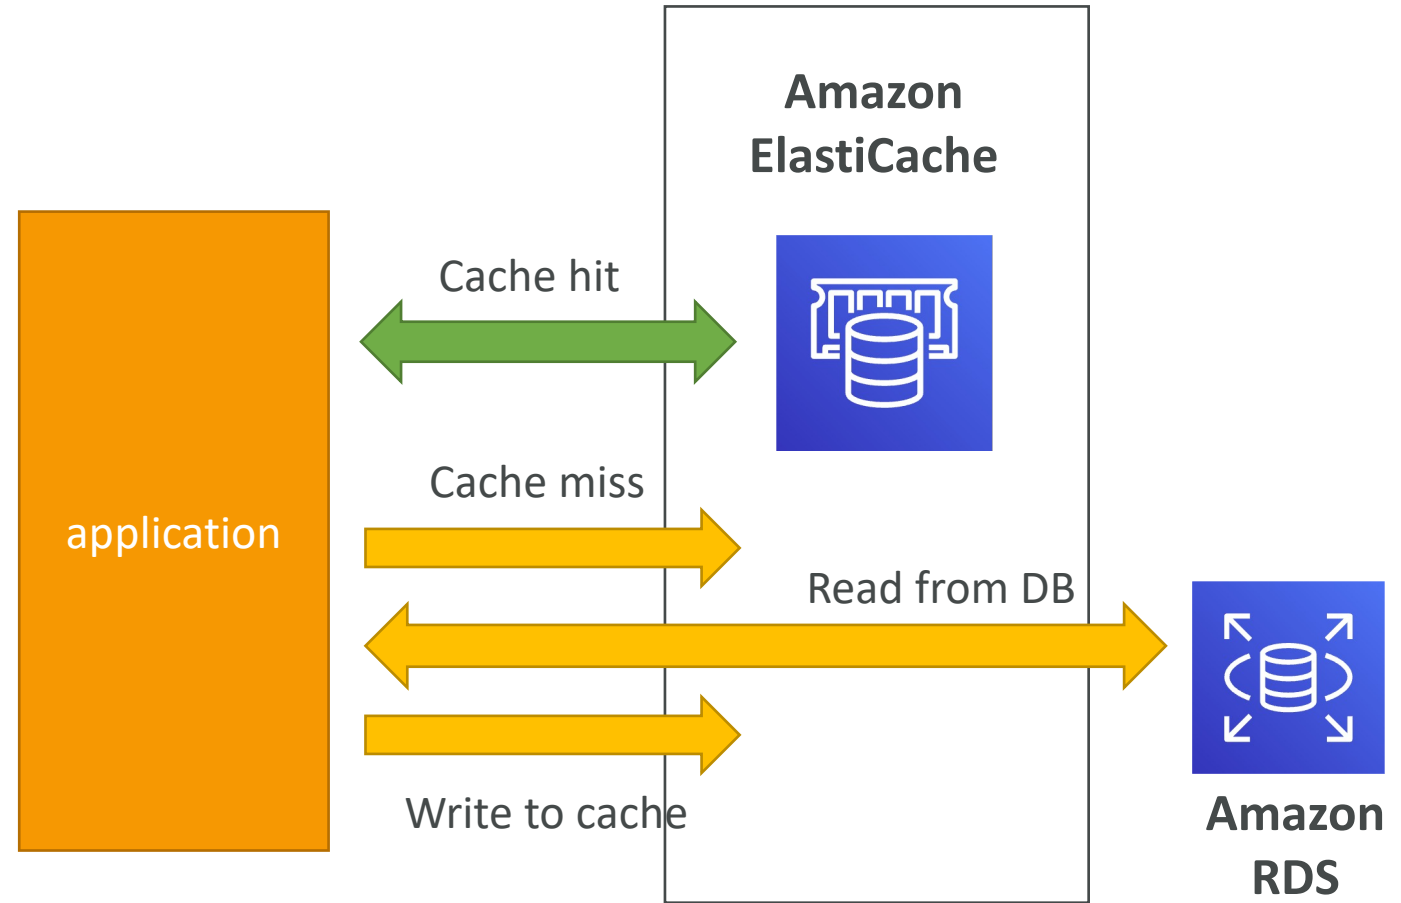 Amazon
ElastiCache
Cache hit
Cache miss
application
Read from DB
Write to cache
Amazon
RDS